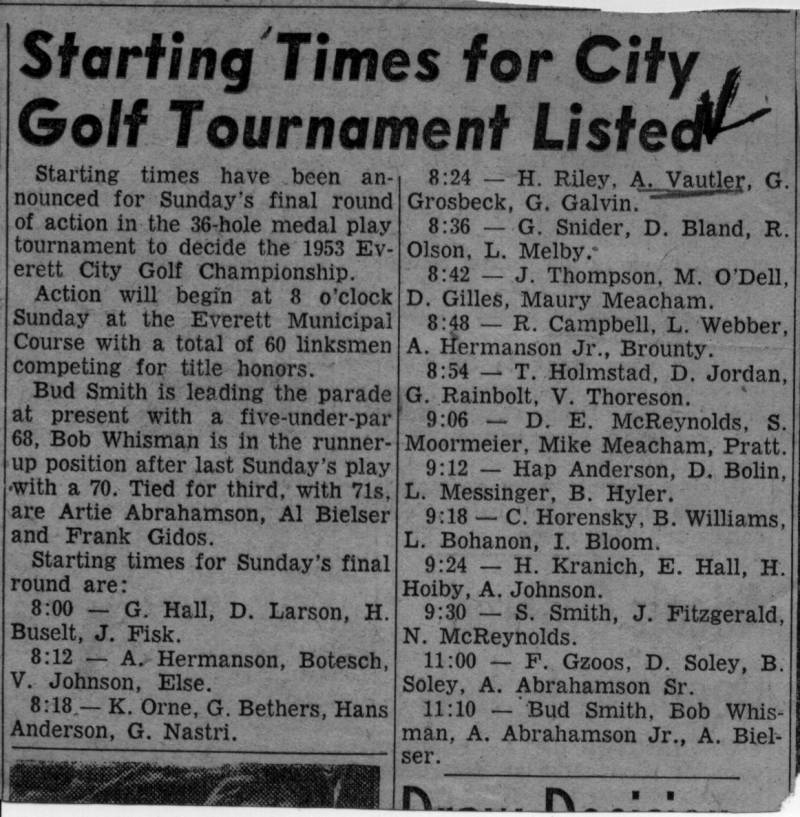 Starting Times for City
Golf Tournament Listed
Starting times have been an-
nounced for Sunday's final round
of action in the 36-hole medal play
tournament to decide the 1953 Ev-
erett City Golf Championship.
Action will begin at 8 o'clock
Sunday at the Everett Municipal
Course with a total of 60 linksmen
competing for title honors.
Bud Smith is leading the parade
at present with a five-under-par
68, Bob Whisman is in the runner-
up position after last Sunday's play
with a 70. Tied for third, with 71s,
are Artie Abrahamson, Al Bielser
and Frank Gidos.
Starting times for Sunday's final
round are:
8:00 — G. Hall, D. Larson, H.
Buselt, J. Fisk.
8:12 — A. Hermanson, Botesch,
V. Johnson, Else.
8:18 — K. Orne, G. Bethers, Hans
Anderson, G. Nastri.
8:24 — H. Riley, A. Vautler, G.
Grosbeck, G. Galvin.
8:36 — G. Snider, D. Bland, R.
Olson, L. Melby.
8:42 — J. Thompson, M. O'Dell,
D. Gilles, Maury Meacham.
8:48 — R. Campbell, L. Webber,
A. Hermanson Jr., Brounty.
8:54 — T. Holmstad, D. Jordan,
G. Rainbolt, V. Thoreson.
9:06 — D. E. McReynolds, S.
Moormeier, Mike Meacham, Pratt.
9:12 — Hap Anderson, D. Bolin,
L. Messinger, B. Hyler.
9:18 — C. Horensky, B. Williams,
L. Bohanon, I. Bloom.
9:24 — H. Kranich, E. Hall, H.
Hoiby, A. Johnson.
9:30 — S. Smith, J. Fitzgerald,
N. McReynolds.
11:00 — F. Gzoos, D. Soley, B.
Soley, A. Abrahamson Sr.
11:10 — Bud Smith, Bob Whis-
man, A. Abrahamson Jr., A. Biel-
ser.